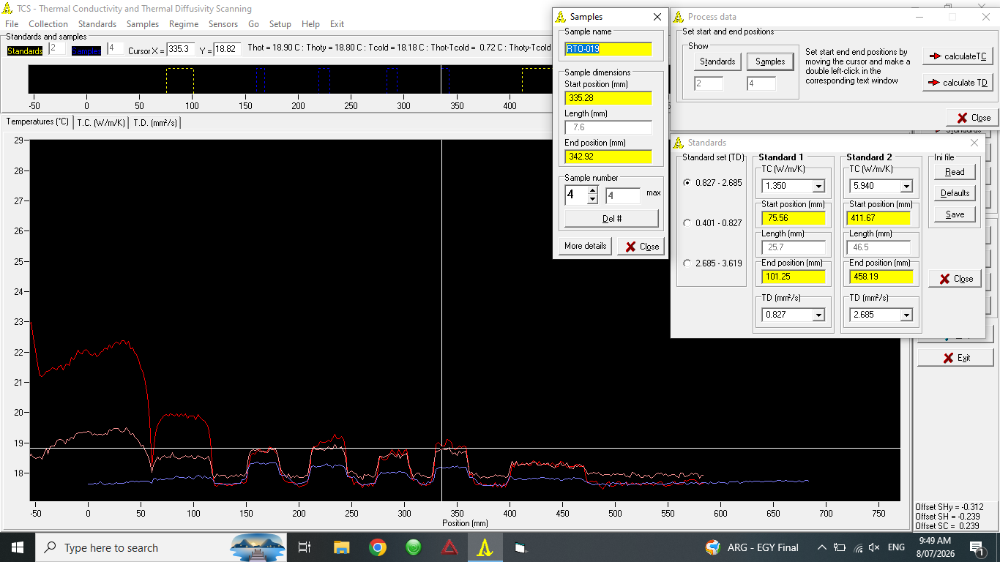 TCS - Thermal Conductivity and Thermal Diffusivity Scanning
File Collection Standards Samples Regime Sensors Go Setup Help Exit
Standards and samples
Standards 2 Samples 4 Cursor X = 335.3 Y = 18.82 Thot = 18.90 C : Thoty = 18.80 C : Tcold = 18.18 C : Thot-Tcold = 0.72 C : Thoty-Tcold
-50 0 50 100 150 200 250 300 350 400 450 500
Temperatures (°C) T.C. (W/m/K) T.D. (mm²/s)
29
28
27
26
25
24
23
22
21
20
19
18
-50 0 50 100 150 200 250 300 350 400 450 500 550 600 650 700 750
Position (mm)
Samples
Sample name
RTO-019
Sample dimensions
Start position (mm)
335.28
Length (mm)
7.6
End position (mm)
342.92
Sample number
4 4 max
Del #
More details Close
Process data
Set start and end positions
Show
Standards Samples
2 4
Set start end end positions by
moving the cursor and make a
double left-click in the
corresponding text window
calculateTC
calculate TD
Close
Standards
Standards
Standard set (TD)
0.827 - 2.685
0.401 - 0.827
2.685 - 3.619
Standard 1
TC (W/m/K)
1.350
Start position (mm)
75.56
Length (mm)
25.7
End position (mm)
101.25
TD (mm²/s)
0.827
Standard 2
TC (W/m/K)
5.940
Start position (mm)
411.67
Length (mm)
46.5
End position (mm)
458.19
TD (mm²/s)
2.685
Ini file
Read
Defaults
Save
Close
Exit
Offset SHy = -0.312
Offset SH = -0.239
Offset SC = 0.239
Type here to search
ARG - EGY Final
ENG
9:49 AM
8/07/2026
1